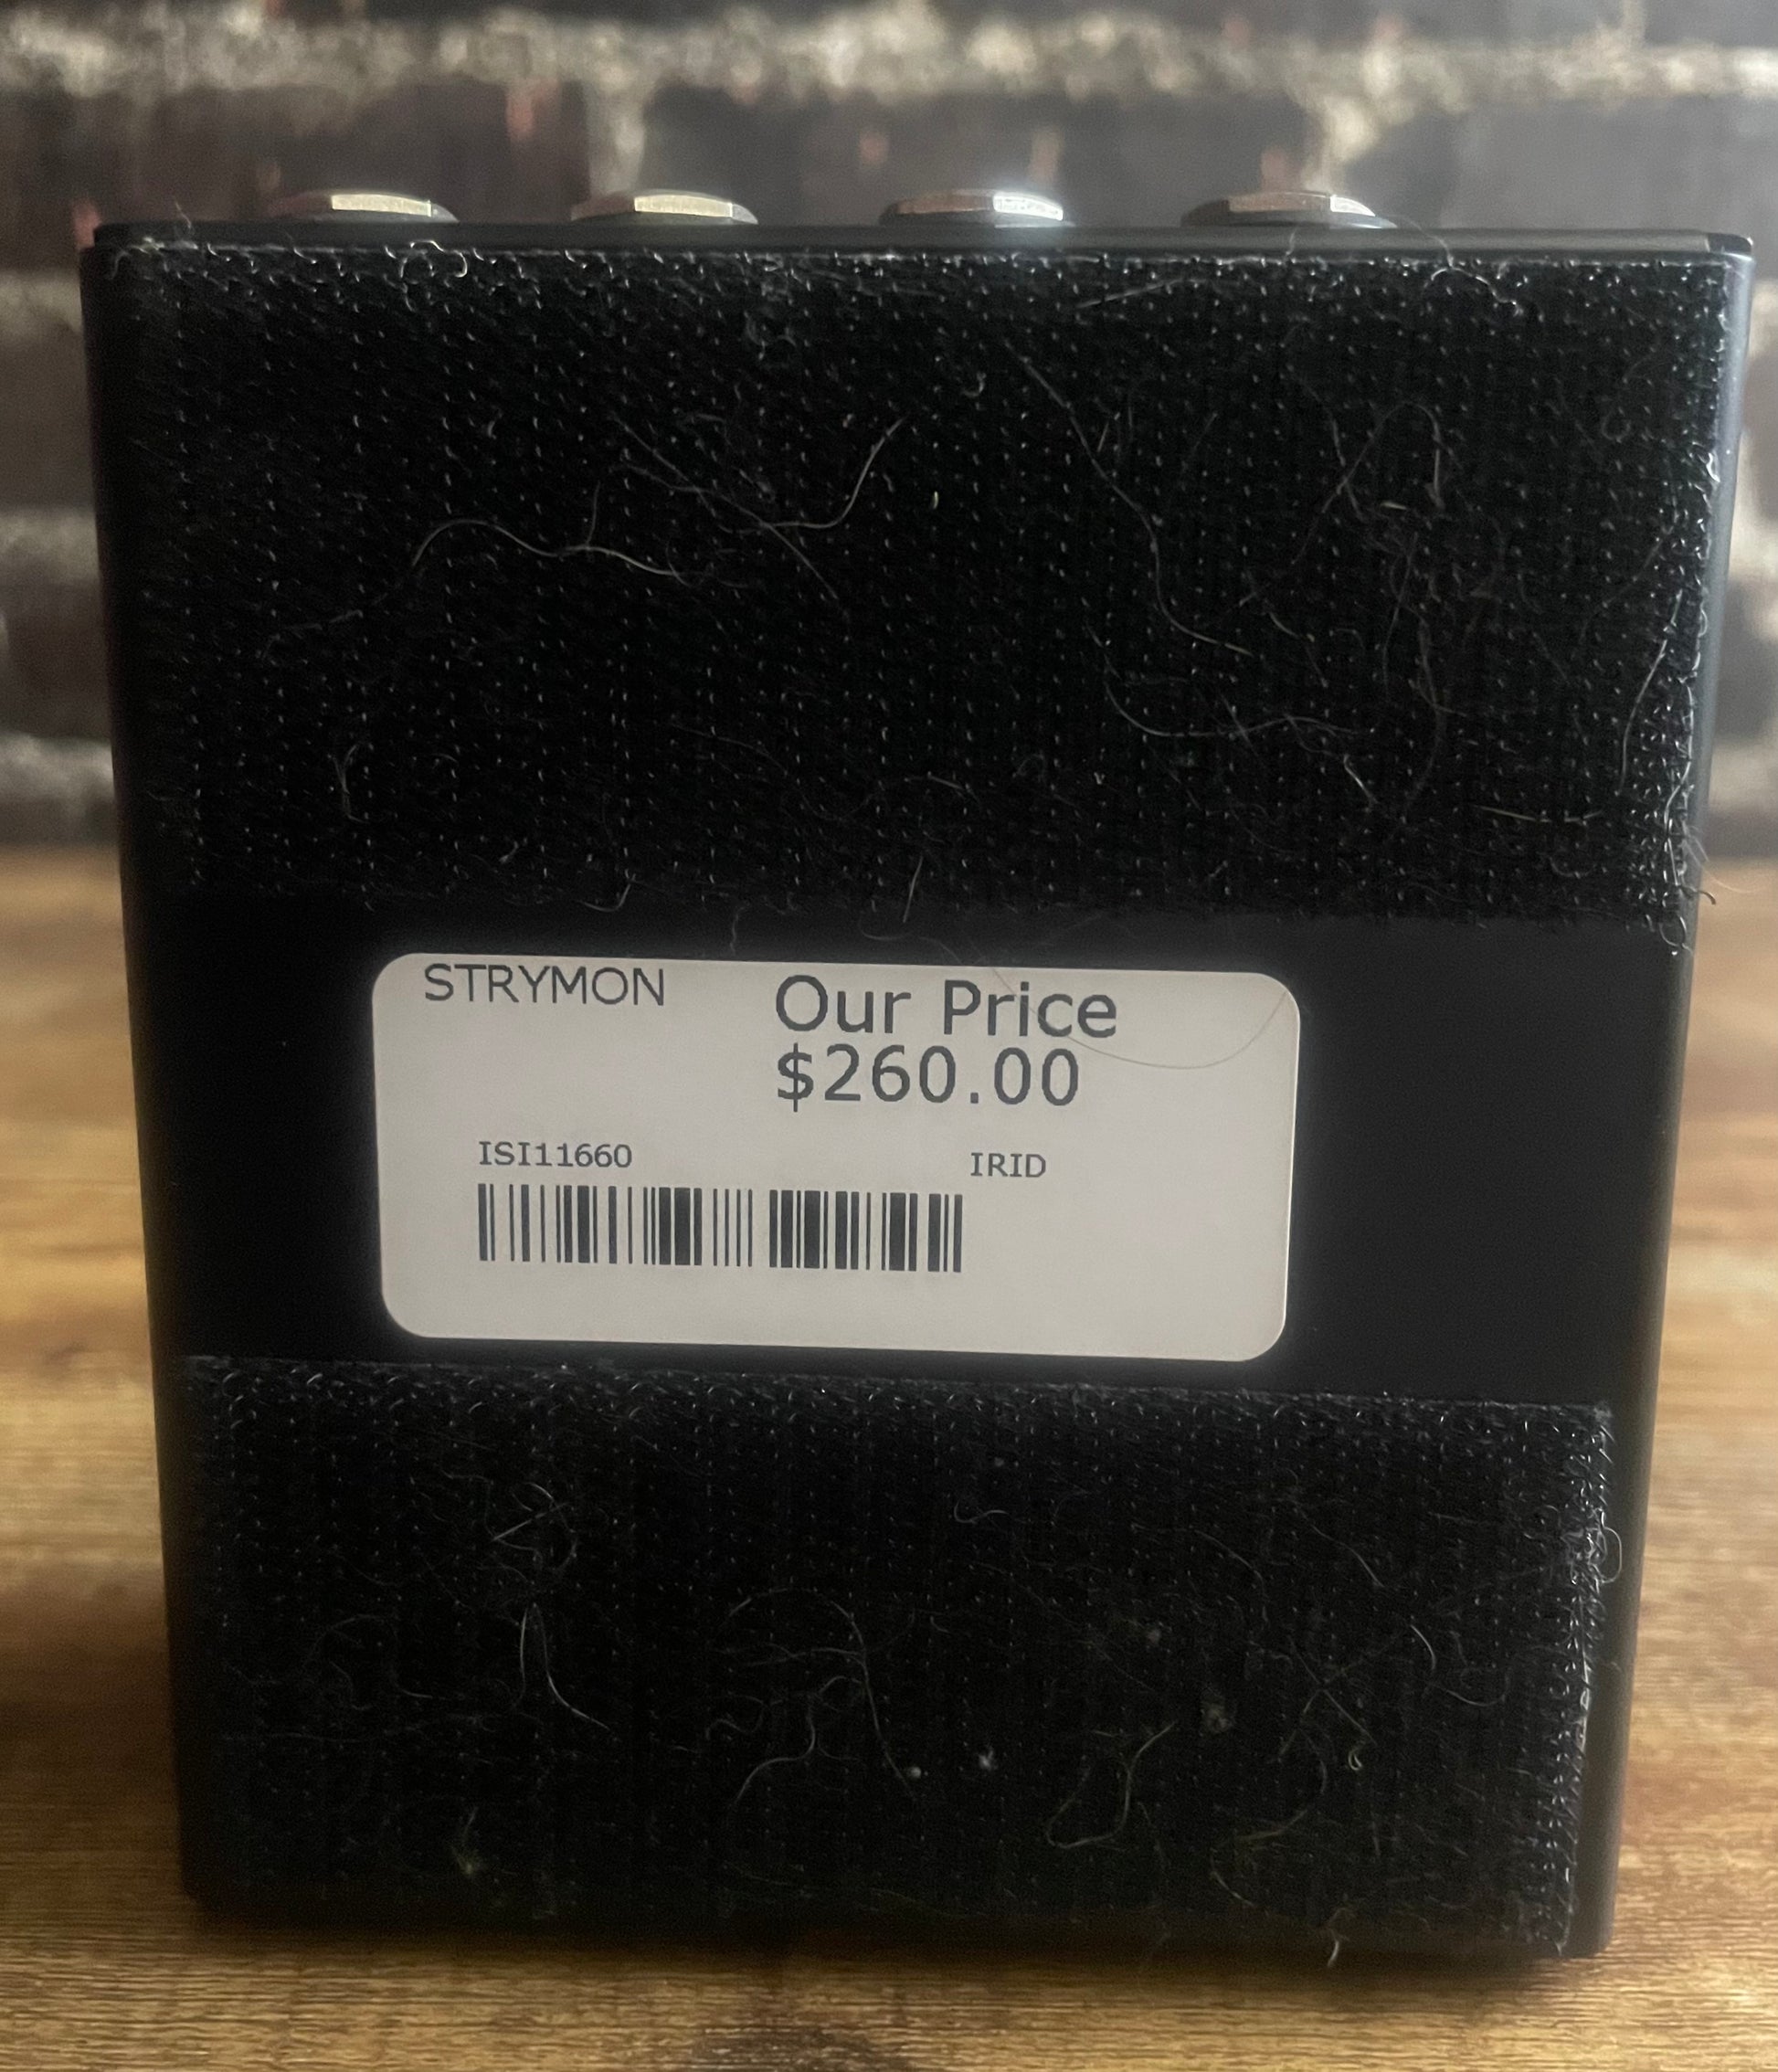 STRYMON
Our Price
$260.00
ISI11660
IRID